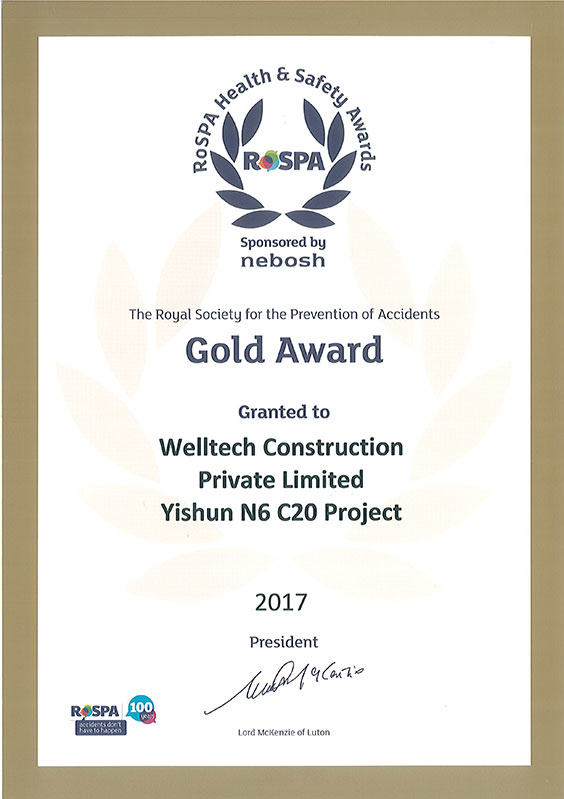 RoSPA Health & Safety Awards
RoSPA
Sponsored by
nebosh
The Royal Society for the Prevention of Accidents
Gold Award
Granted to
Welltech Construction
Private Limited
Yishun N6 C20 Project
2017
President
RoSPA
100
years
accidents don't
have to happen
Lord McKenzie of Luton